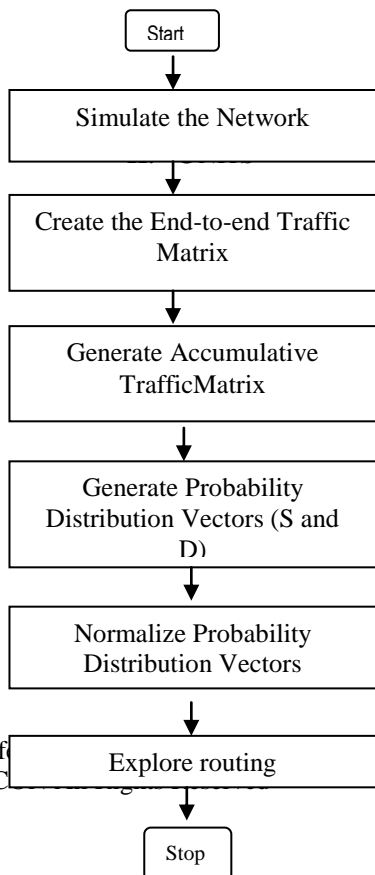 Start
Simulate the Network
Create the End-to-end Traffic
Matrix
Generate Accumulative
TrafficMatrix
Generate Probability
Distribution Vectors (S and
D)
Normalize Probability
Distribution Vectors
Explore routing
Stop